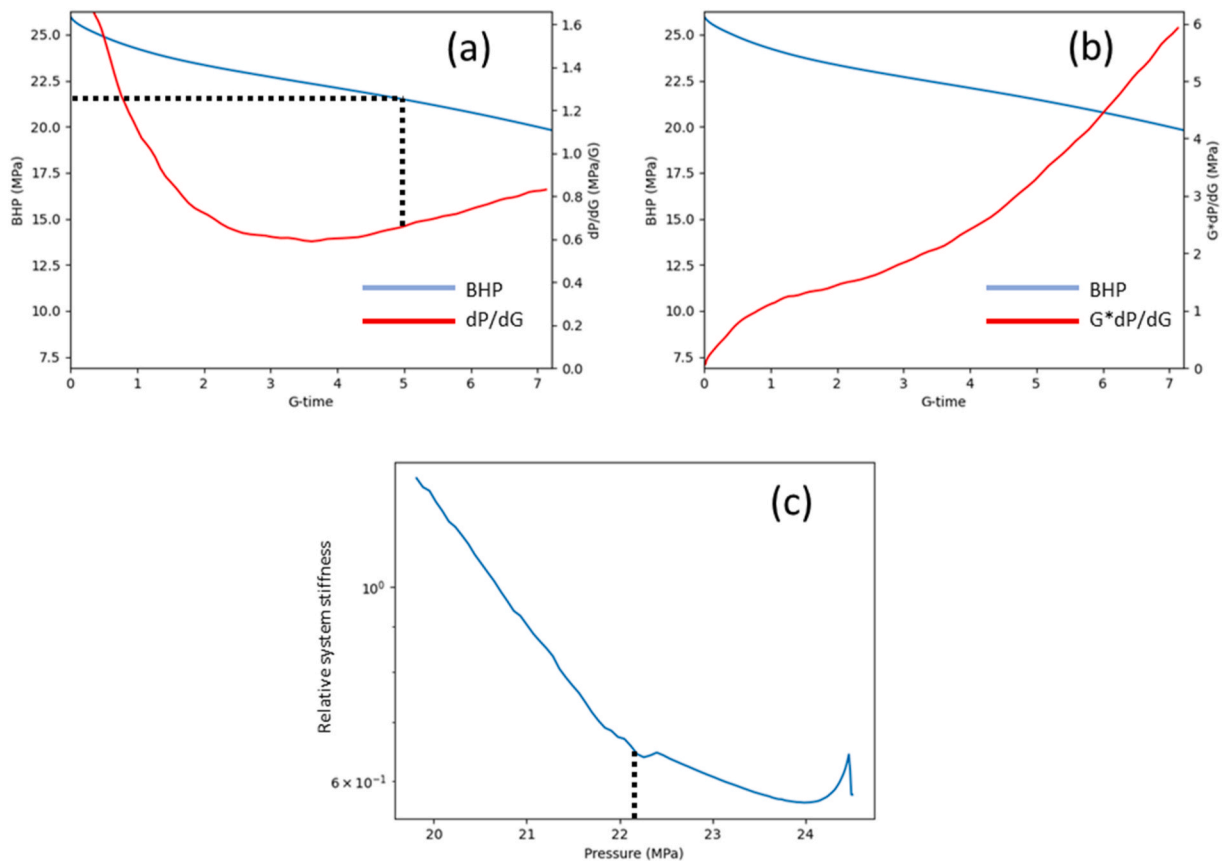 (a)
25.0
22.5
20.0
17.5
15.0
12.5
10.0
7.5
BHP (MPa)
1.6
1.4
1.2
1.0
0.8
0.6
0.4
0.2
0.0
dP/dG (MPa/G)
BHP
dP/dG
0 1 2 3 4 5 6 7
G-time
(b)
25.0
22.5
20.0
17.5
15.0
12.5
10.0
7.5
BHP (MPa)
6
5
4
3
2
1
0
G*dP/dG (MPa)
BHP
G*dP/dG
0 1 2 3 4 5 6 7
G-time
(c)
10⁰
6 × 10⁻¹
Relative system stiffness
20 21 22 23 24
Pressure (MPa)